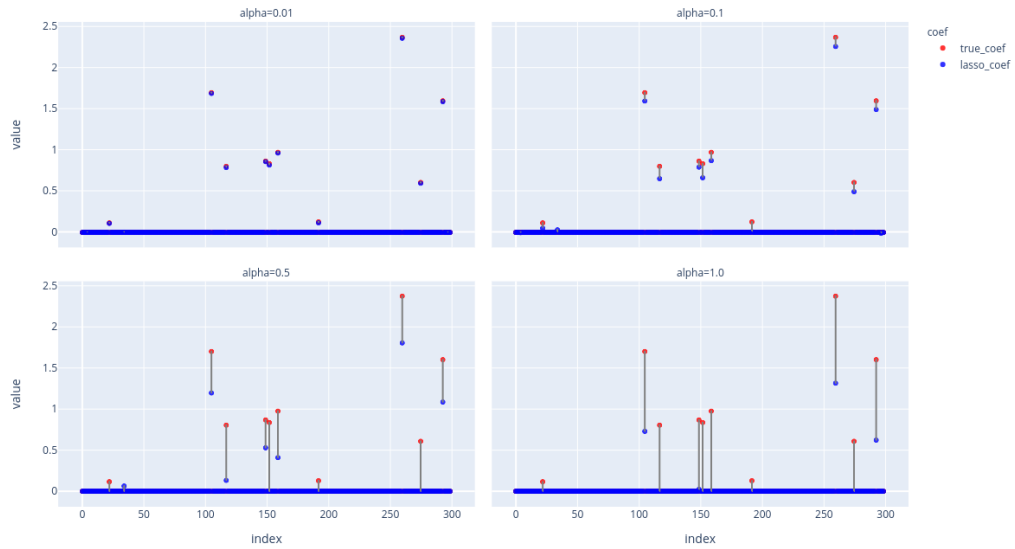 alpha=0.01
alpha=0.1
coef
true_coef
lasso_coef
value
2.5
2
1.5
1
0.5
0
alpha=0.5
alpha=1.0
value
2.5
2
1.5
1
0.5
0
0 50 100 150 200 250 300
0 50 100 150 200 250 300
index
index